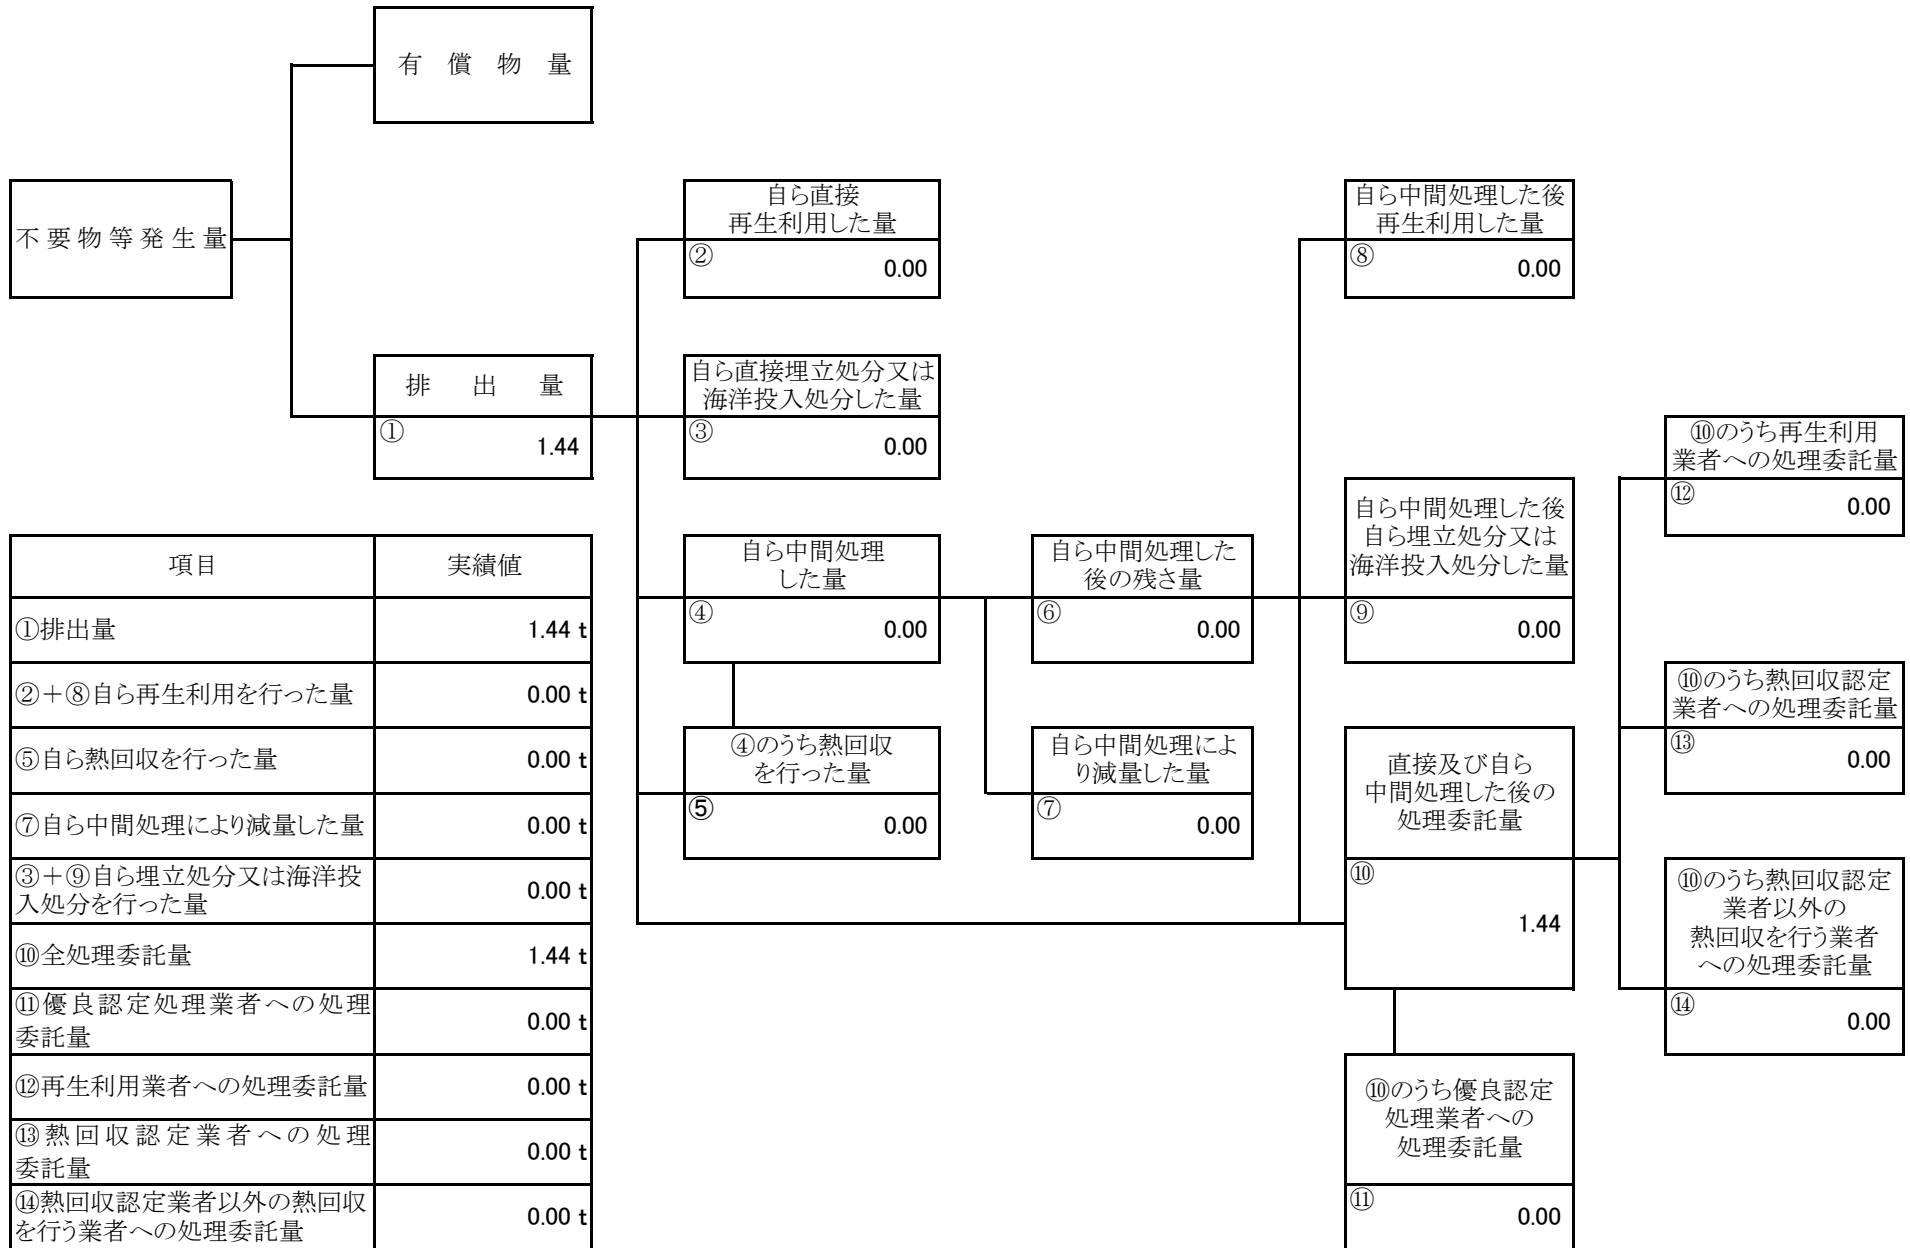 有償物量
不要物等発生量
排出量
①
1.44
自ら直接
再生利用した量
②
0.00
自ら直接埋立処分又は
海洋投入処分した量
③
0.00
自ら中間処理
した量
④
0.00
④のうち熱回収
を行った量
⑤
0.00
自ら中間処理した
後の残さ量
⑥
0.00
自ら中間処理によ
り減量した量
⑦
0.00
自ら中間処理した後
再生利用した量
⑧
0.00
自ら中間処理した後
自ら埋立処分又は
海洋投入処分した量
⑨
0.00
直接及び自ら
中間処理した後の
処理委託量
⑩
1.44
⑩のうち優良認定
処理業者への
処理委託量
⑪
0.00
⑩のうち再生利用
業者への処理委託量
⑫
0.00
⑩のうち熱回収認定
業者への処理委託量
⑬
0.00
⑩のうち熱回収認定
業者以外の
熱回収を行う業者
への処理委託量
⑭
0.00
項目 実績値
①排出量 1.44 t
②+⑧自ら再生利用を行った量 0.00 t
⑤自ら熱回収を行った量 0.00 t
⑦自ら中間処理により減量した量 0.00 t
③+⑨自ら埋立処分又は海洋投
入処分を行った量 0.00 t
⑩全処理委託量 1.44 t
⑪優良認定処理業者への処理
委託量 0.00 t
⑫再生利用業者への処理委託量 0.00 t
⑬熱回収認定業者への処理
委託量 0.00 t
⑭熱回収認定業者以外の熱回収
を行う業者への処理委託量 0.00 t